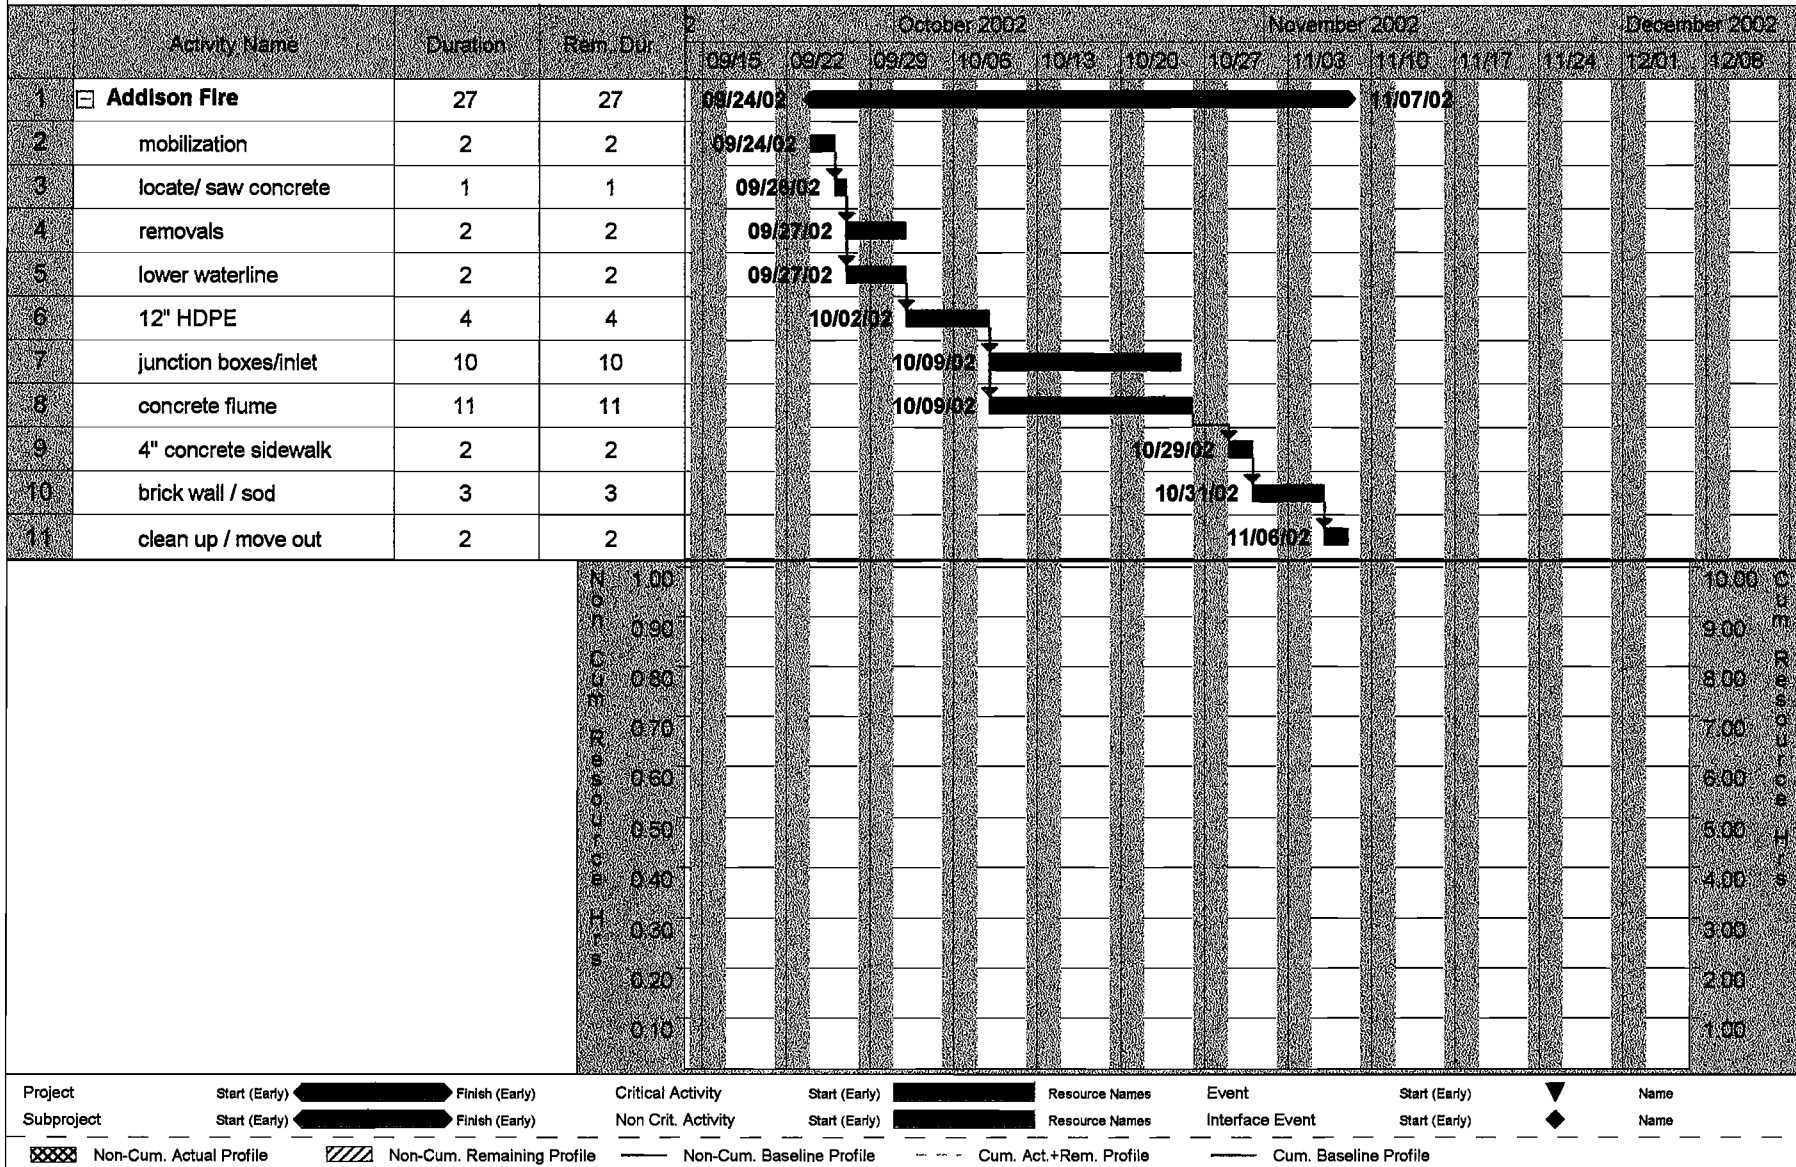 2 October 2002 November 2002 December 2002
Activity Name Duration Rem. Dur 09/15 09/22 09/29 10/06 10/13 10/20 10/27 11/03 11/10 11/17 11/24 12/01 12/08
1 Addison Fire 27 27 09/24/02 11/07/02
2 mobilization 2 2 09/24/02
3 locate/ saw concrete 1 1 09/26/02
4 removals 2 2 09/27/02
5 lower waterline 2 2 09/27/02
6 12" HDPE 4 4 10/02/02
7 junction boxes/inlet 10 10 10/09/02
8 concrete flume 11 11 10/09/02
9 4" concrete sidewalk 2 2 10/29/02
10 brick wall / sod 3 3 10/31/02
11 clean up / move out 2 2 11/06/02
Non Cum Resource Hrs
1.00
0.90
0.80
0.70
0.60
0.50
0.40
0.30
0.20
0.10
10.00
9.00
8.00
7.00
6.00
5.00
4.00
3.00
2.00
1.00
Cum Resource Hrs
Project Start (Early) Finish (Early) Critical Activity Start (Early) Resource Names Event Start (Early) Name
Subproject Start (Early) Finish (Early) Non Crit. Activity Start (Early) Resource Names Interface Event Start (Early) Name
Non-Cum. Actual Profile Non-Cum. Remaining Profile Non-Cum. Baseline Profile Cum. Act.+Rem. Profile Cum. Baseline Profile